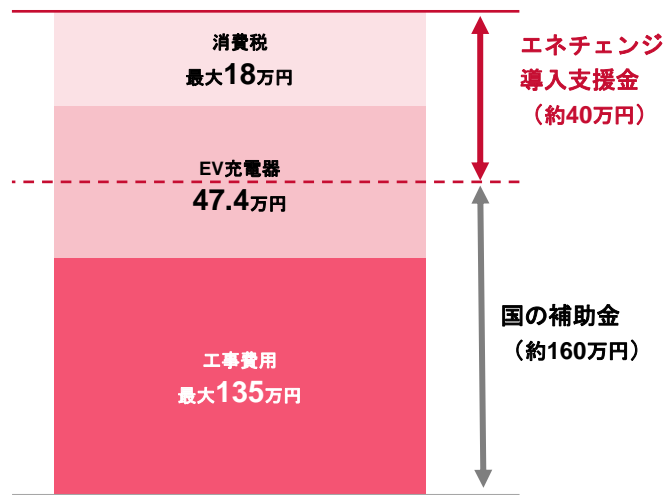 消費税
最大18万円
EV充電器
47.4万円
工事費用
最大135万円
エネチェンジ
導入支援金
（約40万円）
国の補助金
（約160万円）